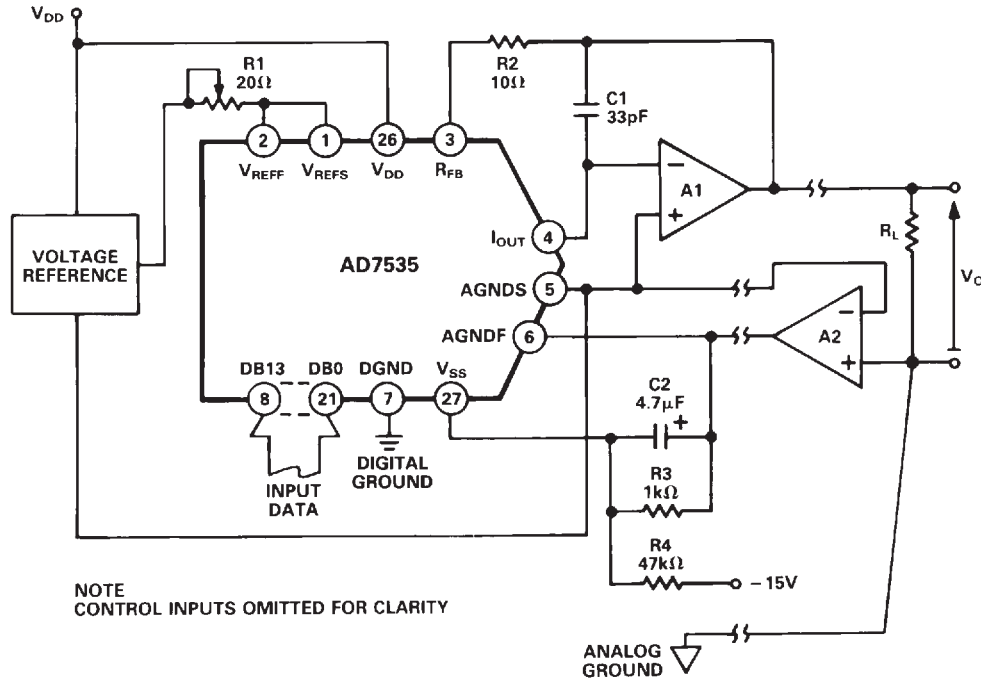 VDD
R1
20Ω
R2
10Ω
C1
33pF
2
1
26
3
VREFF
VREFS
VDD
RFB
A1
−
+
IOUT
4
RL
VOLTAGE
REFERENCE
AD7535
AGNDS
5
AGNDF
6
A2
−
+
DB13
DB0
DGND
VSS
8
21
7
27
C2
4.7μF
+
DIGITAL
GROUND
INPUT
DATA
R3
1kΩ
R4
47kΩ
−15V
NOTE
CONTROL INPUTS OMITTED FOR CLARITY
ANALOG
GROUND